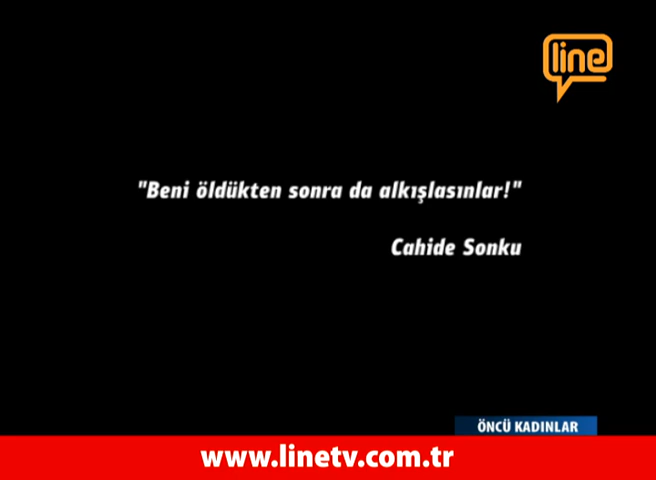 line
"Beni öldükten sonra da alkışlasınlar!"
Cahide Sonku
ÖNCÜ KADINLAR
www.linetv.com.tr